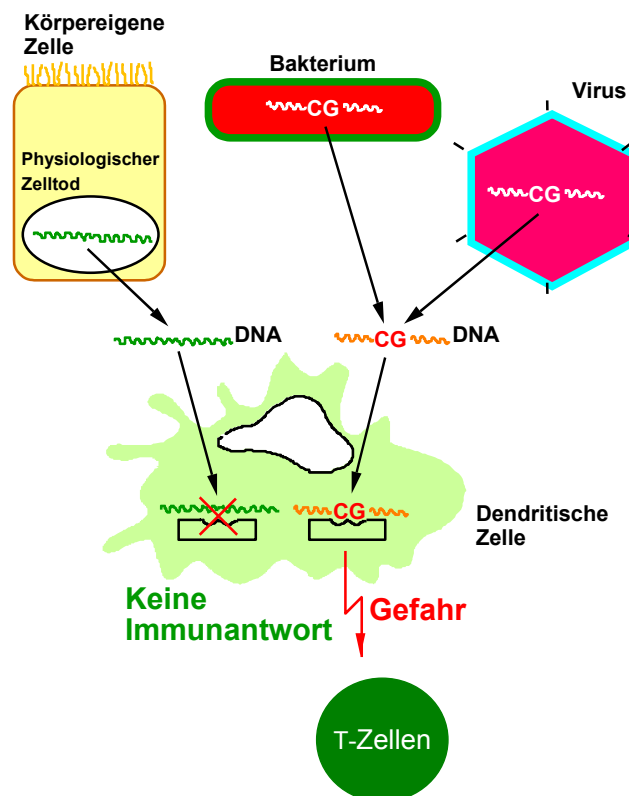 Körpereigene
Zelle
Bakterium
Virus
CG
Physiologischer
Zelltod
CG
DNA
CG
DNA
CG
Dendritische
Zelle
Keine
Immunantwort
Gefahr
T-Zellen